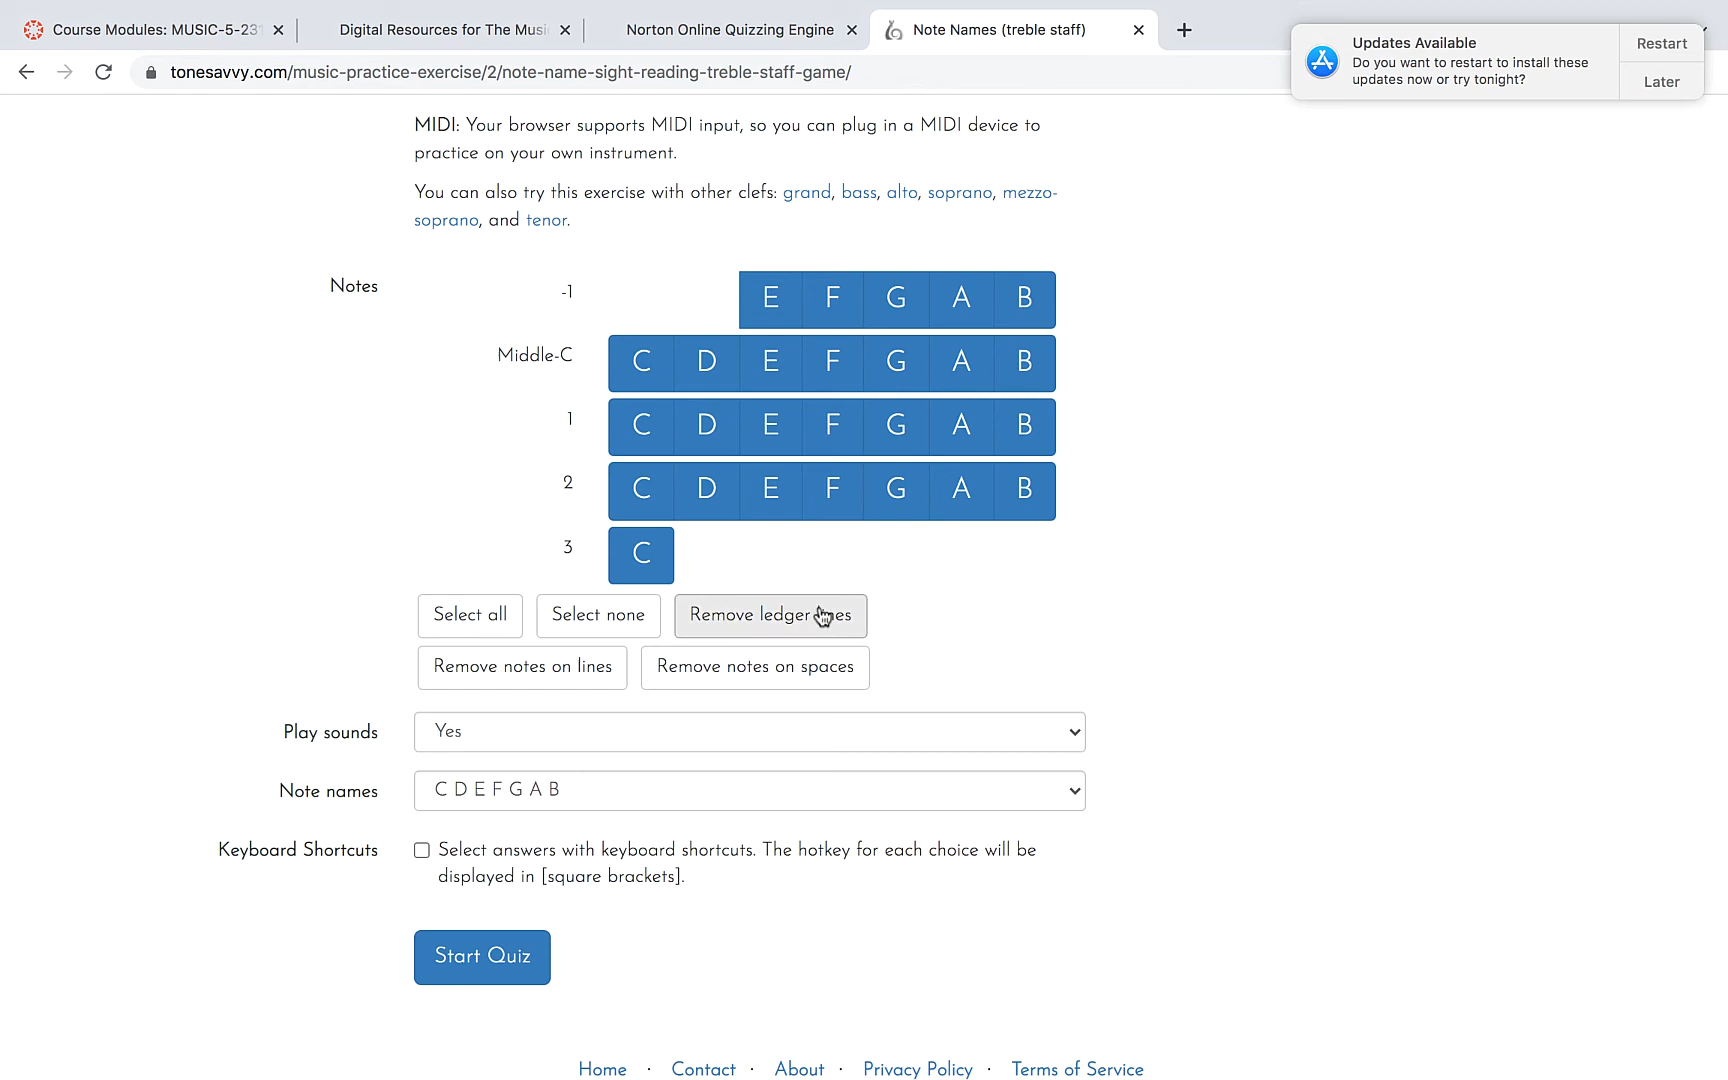 Course Modules: MUSIC-5-231
Digital Resources for The Musi
Norton Online Quizzing Engine
Note Names (treble staff)
Updates Available
Do you want to restart to install these
updates now or try tonight?
Restart
Later
tonesavvy.com/music-practice-exercise/2/note-name-sight-reading-treble-staff-game/
MIDI: Your browser supports MIDI input, so you can plug in a MIDI device to
practice on your own instrument.
You can also try this exercise with other clefs: grand, bass, alto, soprano, mezzo-
soprano, and tenor.
Notes
-1 E F G A B
Middle-C C D E F G A B
1 C D E F G A B
2 C D E F G A B
3 C
Select all Select none Remove ledger
Remove notes on lines Remove notes on spaces
Play sounds Yes
Note names C D E F G A B
Keyboard Shortcuts Select answers with keyboard shortcuts. The hotkey for each choice will be
displayed in [square brackets].
Start Quiz
Home · Contact · About · Privacy Policy · Terms of Service